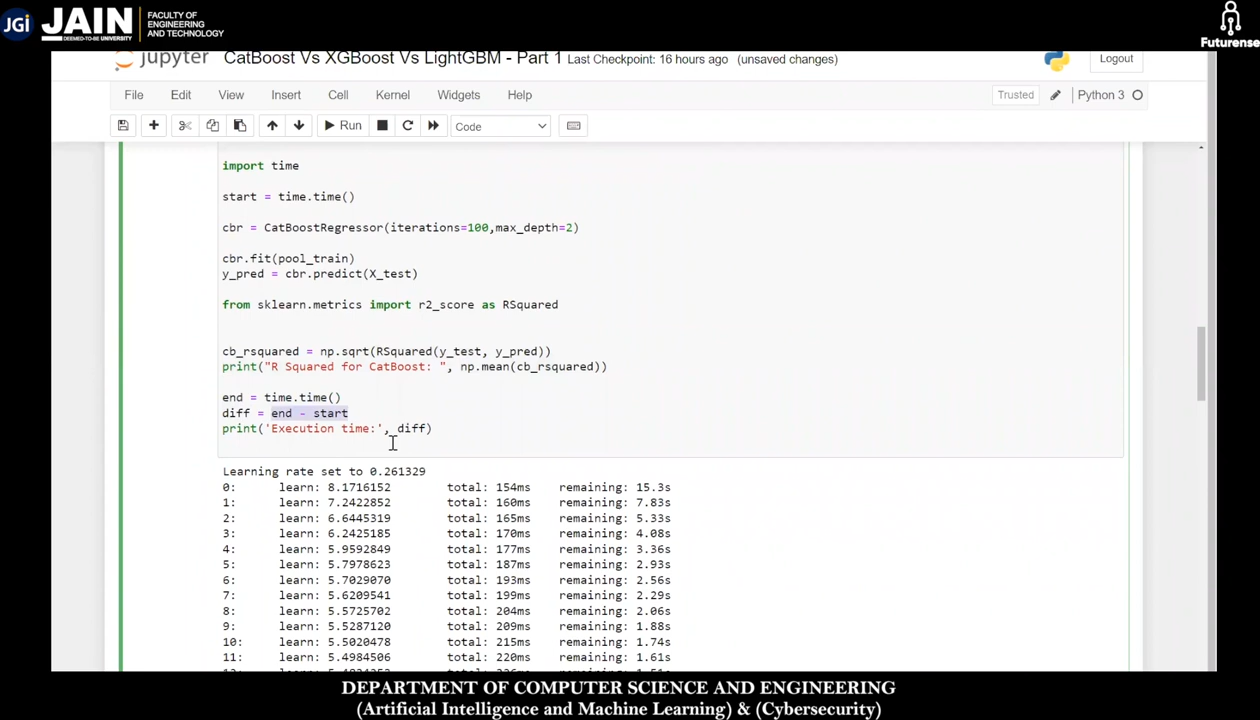 JGI JAIN DEEMED-TO-BE UNIVERSITY
FACULTY OF
ENGINEERING
AND TECHNOLOGY
Futurense
jupyter CatBoost Vs XGBoost Vs LightGBM - Part 1 Last Checkpoint: 16 hours ago (unsaved changes)
Logout
File Edit View Insert Cell Kernel Widgets Help
Trusted Python 3
Run Code
import time
start = time.time()
cbr = CatBoostRegressor(iterations=100,max_depth=2)
cbr.fit(pool_train)
y_pred = cbr.predict(X_test)
from sklearn.metrics import r2_score as RSquared
cb_rsquared = np.sqrt(RSquared(y_test, y_pred))
print("R Squared for CatBoost: ", np.mean(cb_rsquared))
end = time.time()
diff = end - start
print('Execution time:', diff)
Learning rate set to 0.261329
0: learn: 8.1716152 total: 154ms remaining: 15.3s
1: learn: 7.2422852 total: 160ms remaining: 7.83s
2: learn: 6.6445319 total: 165ms remaining: 5.33s
3: learn: 6.2425185 total: 170ms remaining: 4.08s
4: learn: 5.9592849 total: 177ms remaining: 3.36s
5: learn: 5.7978623 total: 187ms remaining: 2.93s
6: learn: 5.7029070 total: 193ms remaining: 2.56s
7: learn: 5.6209541 total: 199ms remaining: 2.29s
8: learn: 5.5725702 total: 204ms remaining: 2.06s
9: learn: 5.5287120 total: 209ms remaining: 1.88s
10: learn: 5.5020478 total: 215ms remaining: 1.74s
11: learn: 5.4984506 total: 220ms remaining: 1.61s
DEPARTMENT OF COMPUTER SCIENCE AND ENGINEERING
(Artificial Intelligence and Machine Learning) & (Cybersecurity)